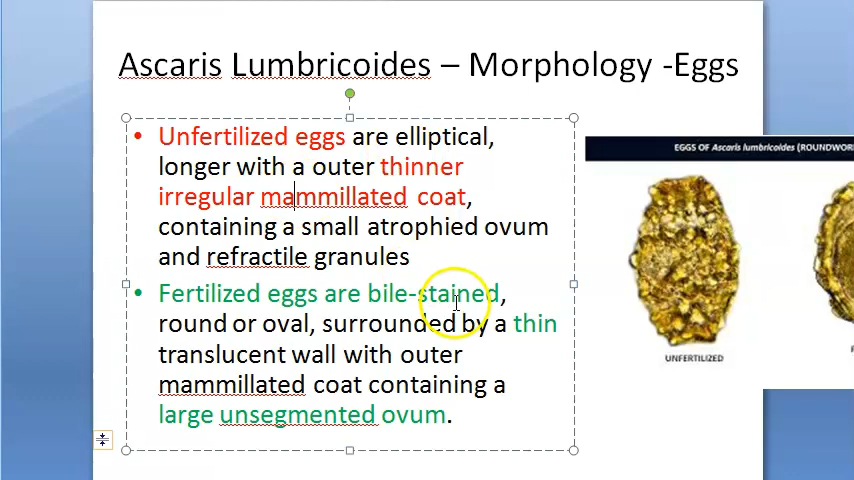 Ascaris Lumbricoides – Morphology -Eggs
• Unfertilized eggs are elliptical,
longer with a outer thinner
irregular mammillated coat,
containing a small atrophied ovum
and refractile granules
• Fertilized eggs are bile-stained,
round or oval, surrounded by a thin
translucent wall with outer
mammillated coat containing a
large unsegmented ovum.
EGGS OF Ascaris lumbricoides (ROUNDWOR
UNFERTILIZED